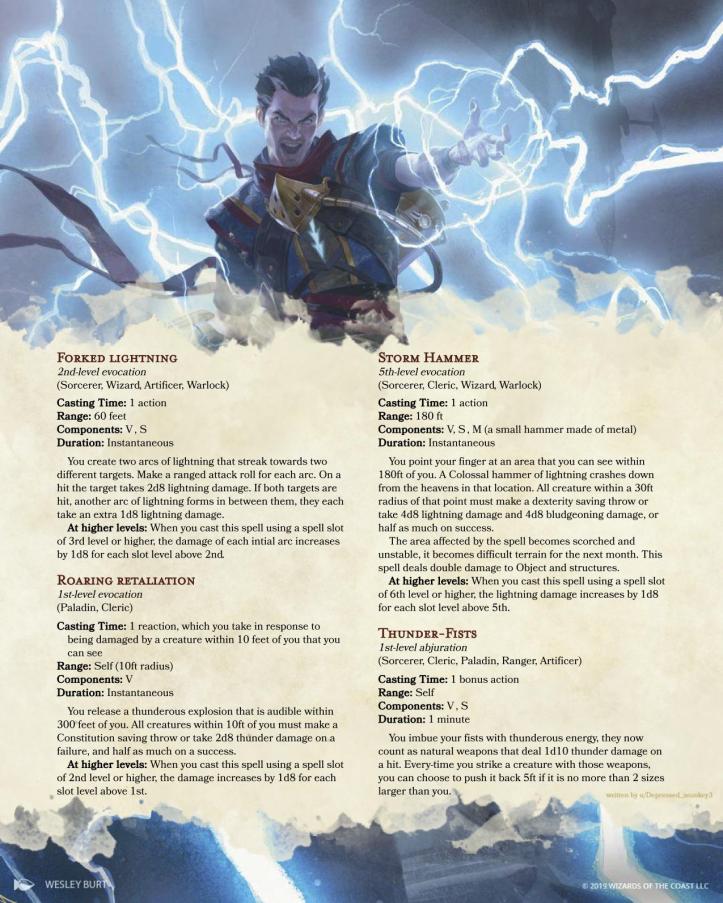 FORKED LIGHTNING
2nd-level evocation
(Sorcerer, Wizard, Artificer, Warlock)
Casting Time: 1 action
Range: 60 feet
Components: V, S
Duration: Instantaneous
You create two arcs of lightning that streak towards two
different targets. Make a ranged attack roll for each arc. On a
hit the target takes 2d8 lightning damage. If both targets are
hit, another arc of lightning forms in between them, they each
take an extra 1d8 lightning damage.
At higher levels: When you cast this spell using a spell slot
of 3rd level or higher, the damage of each intial arc increases
by 1d8 for each slot level above 2nd.
ROARING RETALIATION
1st-level evocation
(Paladin, Cleric)
Casting Time: 1 reaction, which you take in response to
being damaged by a creature within 10 feet of you that you
can see
Range: Self (10ft radius)
Components: V
Duration: Instantaneous
You release a thunderous explosion that is audible within
300 feet of you. All creatures within 10ft of you must make a
Constitution saving throw or take 2d8 thunder damage on a
failure, and half as much on a success.
At higher levels: When you cast this spell using a spell slot
of 2nd level or higher, the damage increases by 1d8 for each
slot level above 1st.
STORM HAMMER
5th-level evocation
(Sorcerer, Cleric, Wizard, Warlock)
Casting Time: 1 action
Range: 180 ft
Components: V, S, M (a small hammer made of metal)
Duration: Instantaneous
You point your finger at an area that you can see within
180ft of you. A Colossal hammer of lightning crashes down
from the heavens in that location. All creature within a 30ft
radius of that point must make a dexterity saving throw or
take 4d8 lightning damage and 4d8 bludgeoning damage, or
half as much on success.
The area affected by the spell becomes scorched and
unstable, it becomes difficult terrain for the next month. This
spell deals double damage to Object and structures.
At higher levels: When you cast this spell using a spell slot
of 6th level or higher, the lightning damage increases by 1d8
for each slot level above 5th.
THUNDER-FISTS
1st-level abjuration
(Sorcerer, Cleric, Paladin, Ranger, Artificer)
Casting Time: 1 bonus action
Range: Self
Components: V, S
Duration: 1 minute
You imbue your fists with thunderous energy, they now
count as natural weapons that deal 1d10 thunder damage on
a hit. Every-time you strike a creature with those weapons,
you can choose to push it back 5ft if it is no more than 2 sizes
larger than you.
written by u/Depressed_monkey3
WESLEY BURT
© 2019 WIZARDS OF THE COAST LLC